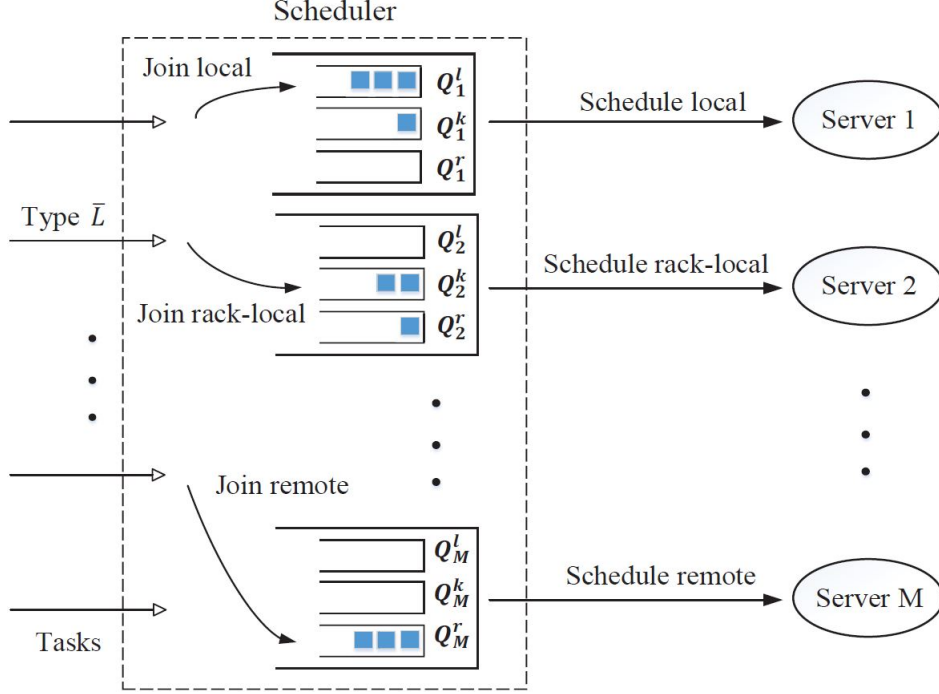 Scheduler
Join local
Q_1^l
Q_1^k
Q_1^r
Schedule local
Server 1
Type L̄
Q_2^l
Q_2^k
Q_2^r
Join rack-local
Schedule rack-local
Server 2
Join remote
Q_M^l
Q_M^k
Q_M^r
Schedule remote
Server M
Tasks